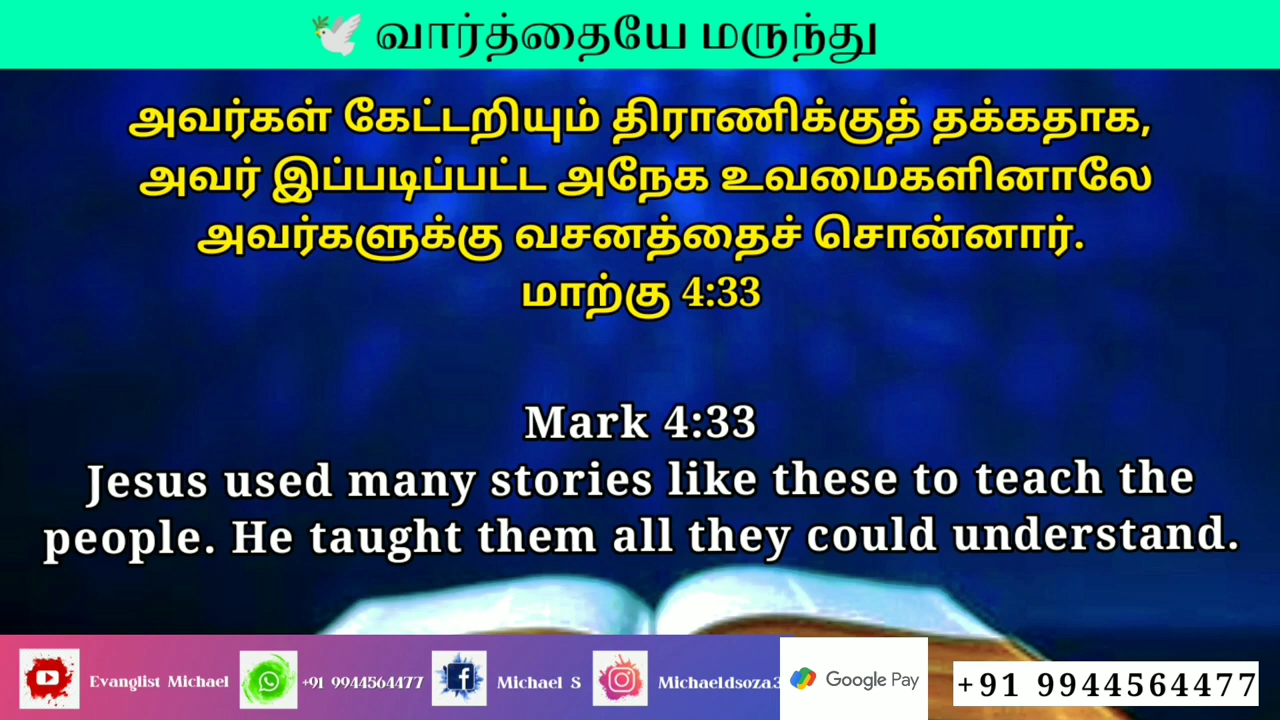 வார்த்தையே மருந்து
அவர்கள் கேட்டறியும் திராணிக்குத் தக்கதாக,
அவர் இப்படிப்பட்ட அநேக உவமைகளினாலே
அவர்களுக்கு வசனத்தைச் சொன்னார்.
மாற்கு 4:33
Mark 4:33
Jesus used many stories like these to teach the
people. He taught them all they could understand.
Evanglist Michael +91 9944564477 Michael S Michaeldsoza3 Google Pay +91 9944564477